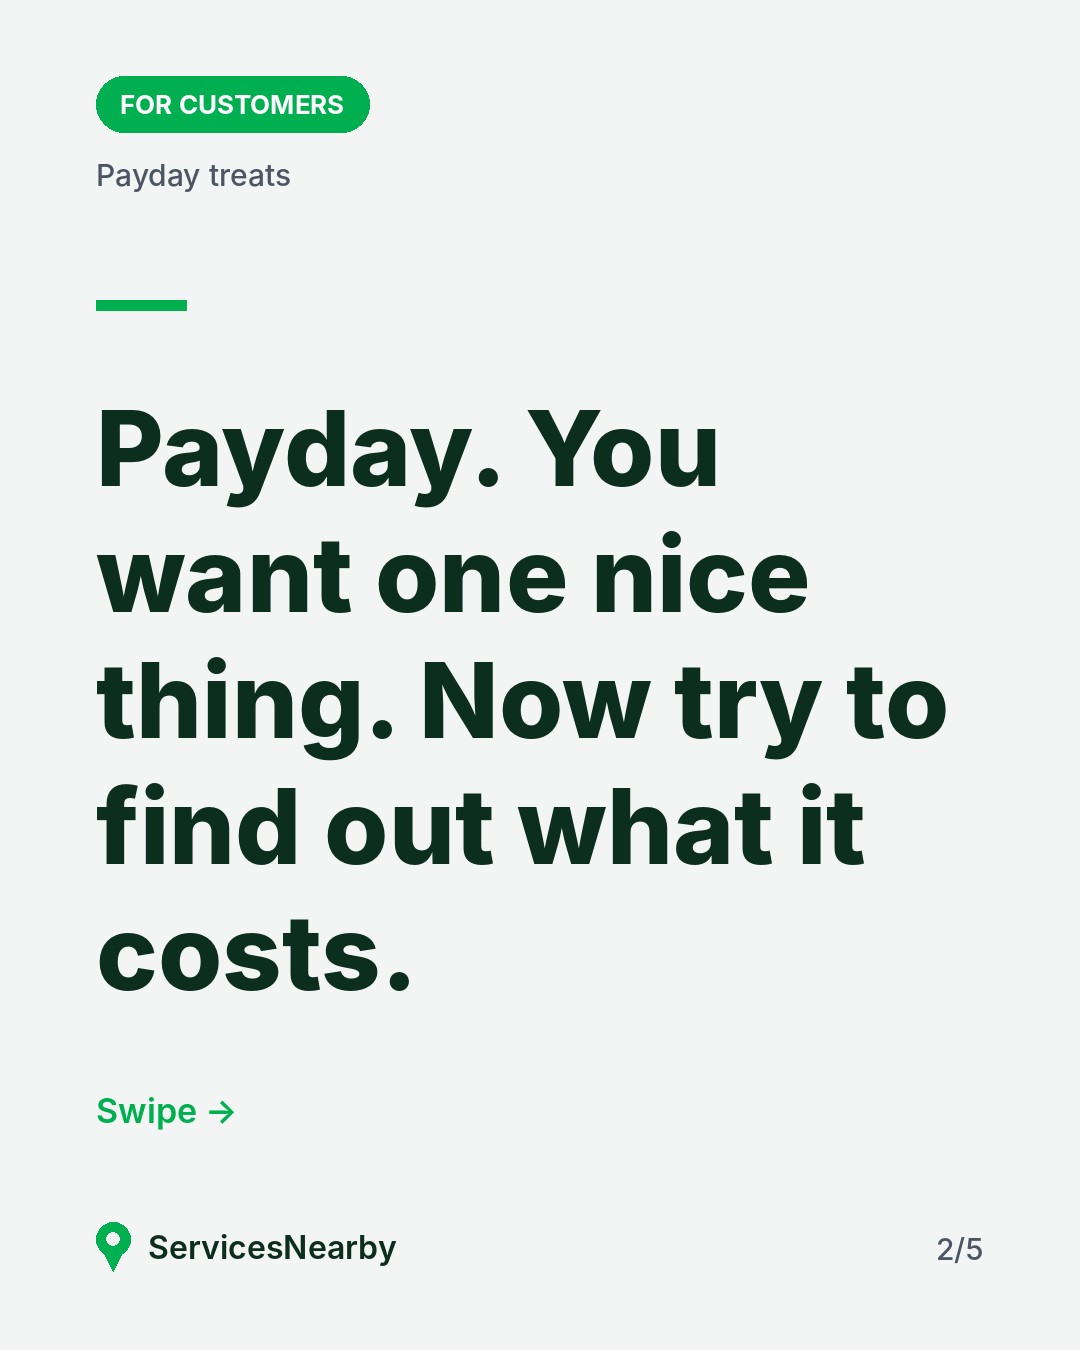 FOR CUSTOMERS
Payday treats
Payday. You
want one nice
thing. Now try to
find out what it
costs.
Swipe →
ServicesNearby
2/5